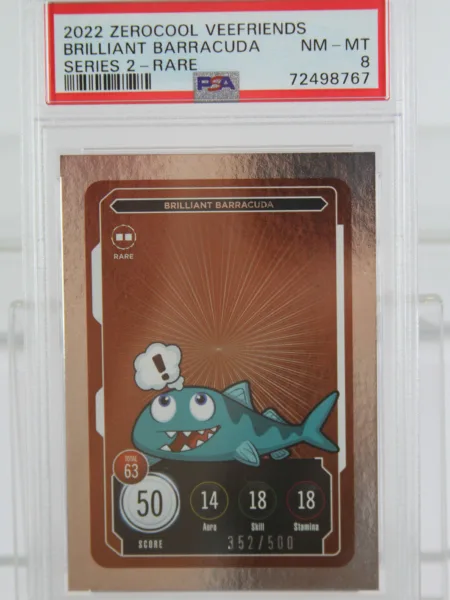 2022 ZEROCOOL VEEFRIENDS
BRILLIANT BARRACUDA NM - MT
SERIES 2 - RARE 8
PSA 72498767
BRILLIANT BARRACUDA
RARE
!
TOTAL
63
50 14 18 18
Aura Skill Stamina
SCORE 352/500